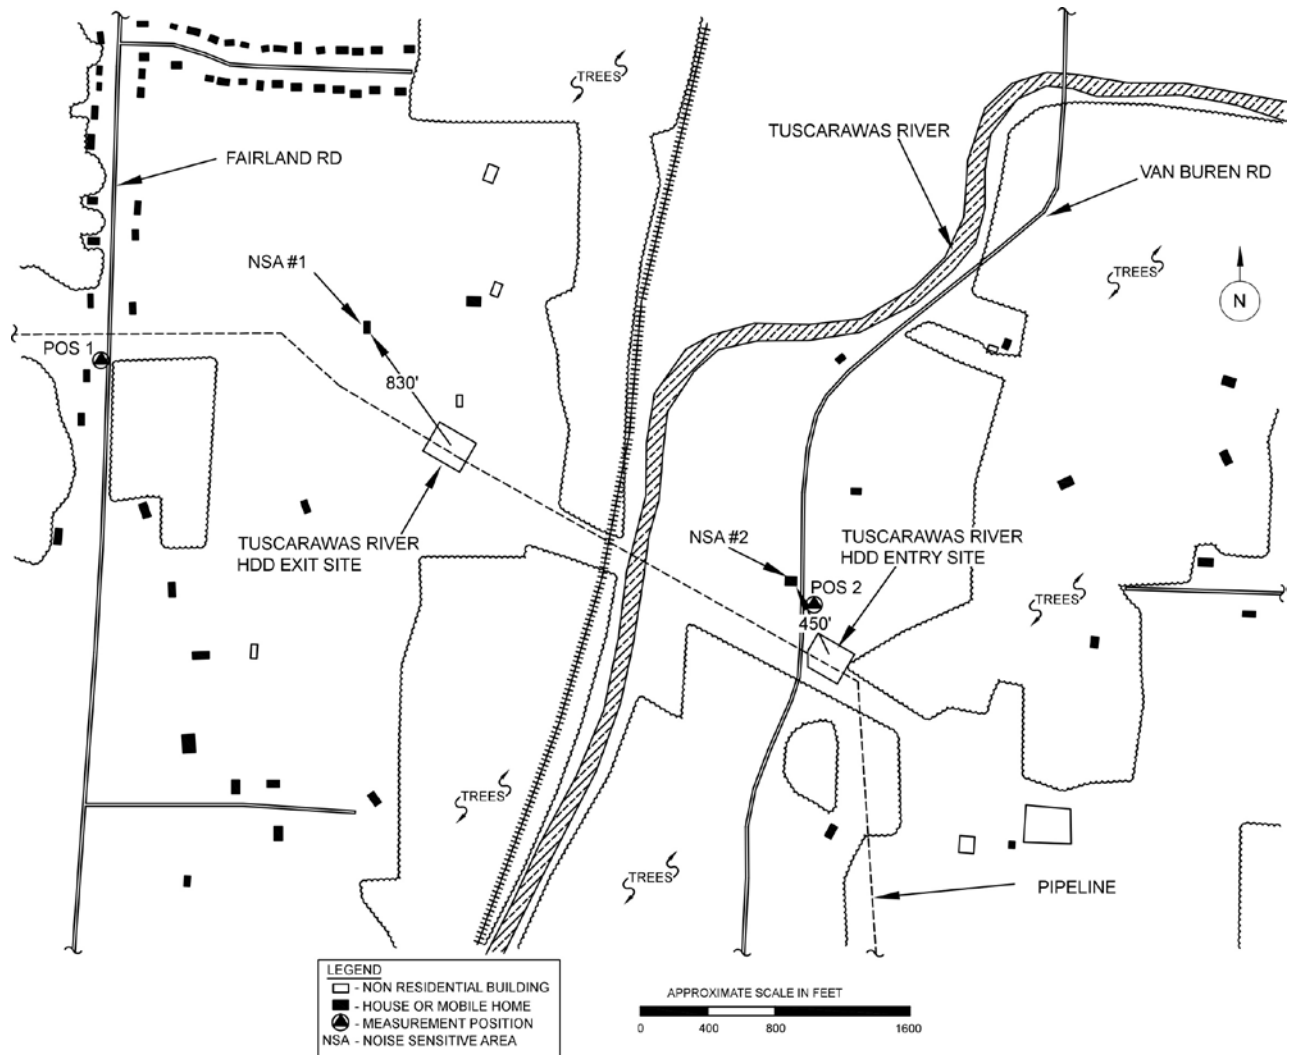 TREES
TUSCARAWAS RIVER
FAIRLAND RD
VAN BUREN RD
NSA #1
TREES
N
POS 1
830'
TUSCARAWAS RIVER
HDD EXIT SITE
NSA #2
TUSCARAWAS RIVER
HDD ENTRY SITE
POS 2
450'
TREES
TREES
TREES
PIPELINE
LEGEND
- NON RESIDENTIAL BUILDING
- HOUSE OR MOBILE HOME
- MEASUREMENT POSITION
NSA - NOISE SENSITIVE AREA
APPROXIMATE SCALE IN FEET
0 400 800 1600